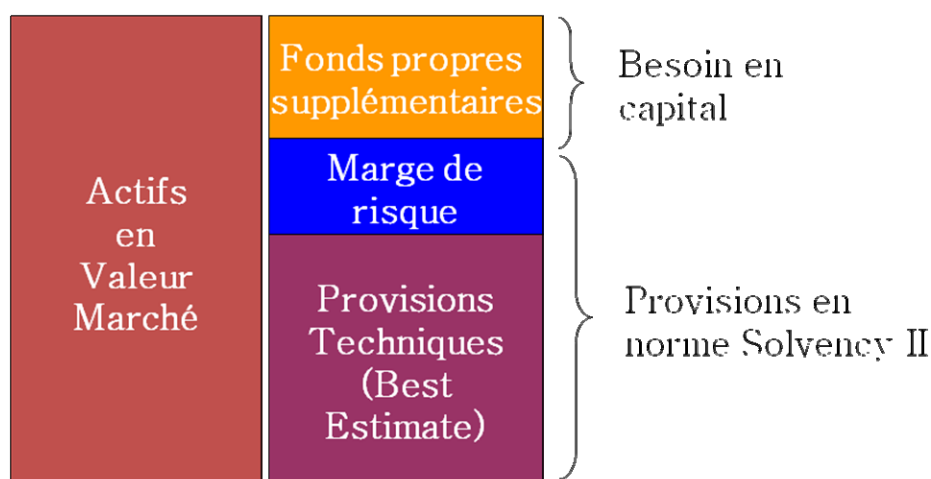 Actifs
en
Valeur
Marché
Fonds propres
supplémentaires
Marge de
risque
Provisions
Techniques
(Best
Estimate)
Besoin en
capital
Provisions en
norme Solvency II